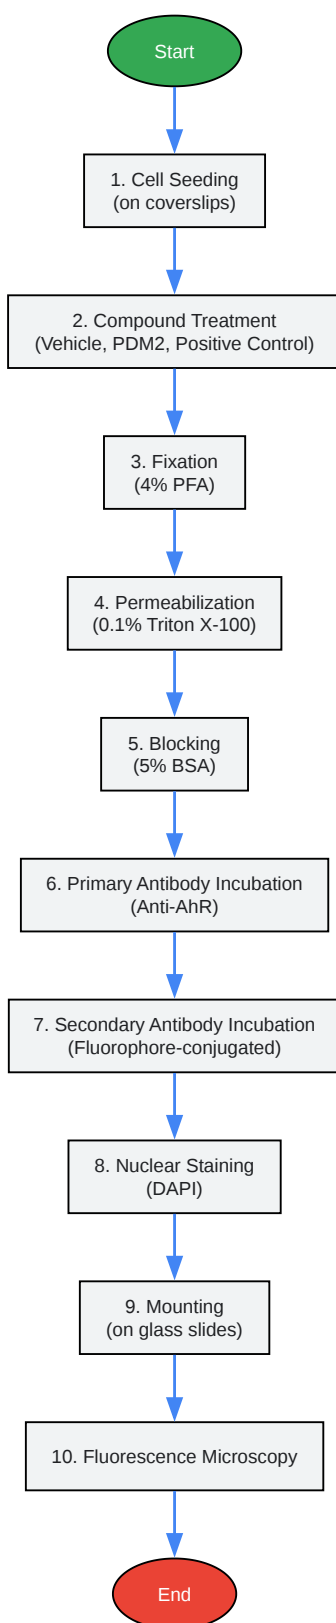 Start
1. Cell Seeding
(on coverslips)
2. Compound Treatment
(Vehicle, PDM2, Positive Control)
3. Fixation
(4% PFA)
4. Permeabilization
(0.1% Triton X-100)
5. Blocking
(5% BSA)
6. Primary Antibody Incubation
(Anti-AhR)
7. Secondary Antibody Incubation
(Fluorophore-conjugated)
8. Nuclear Staining
(DAPI)
9. Mounting
(on glass slides)
10. Fluorescence Microscopy
End